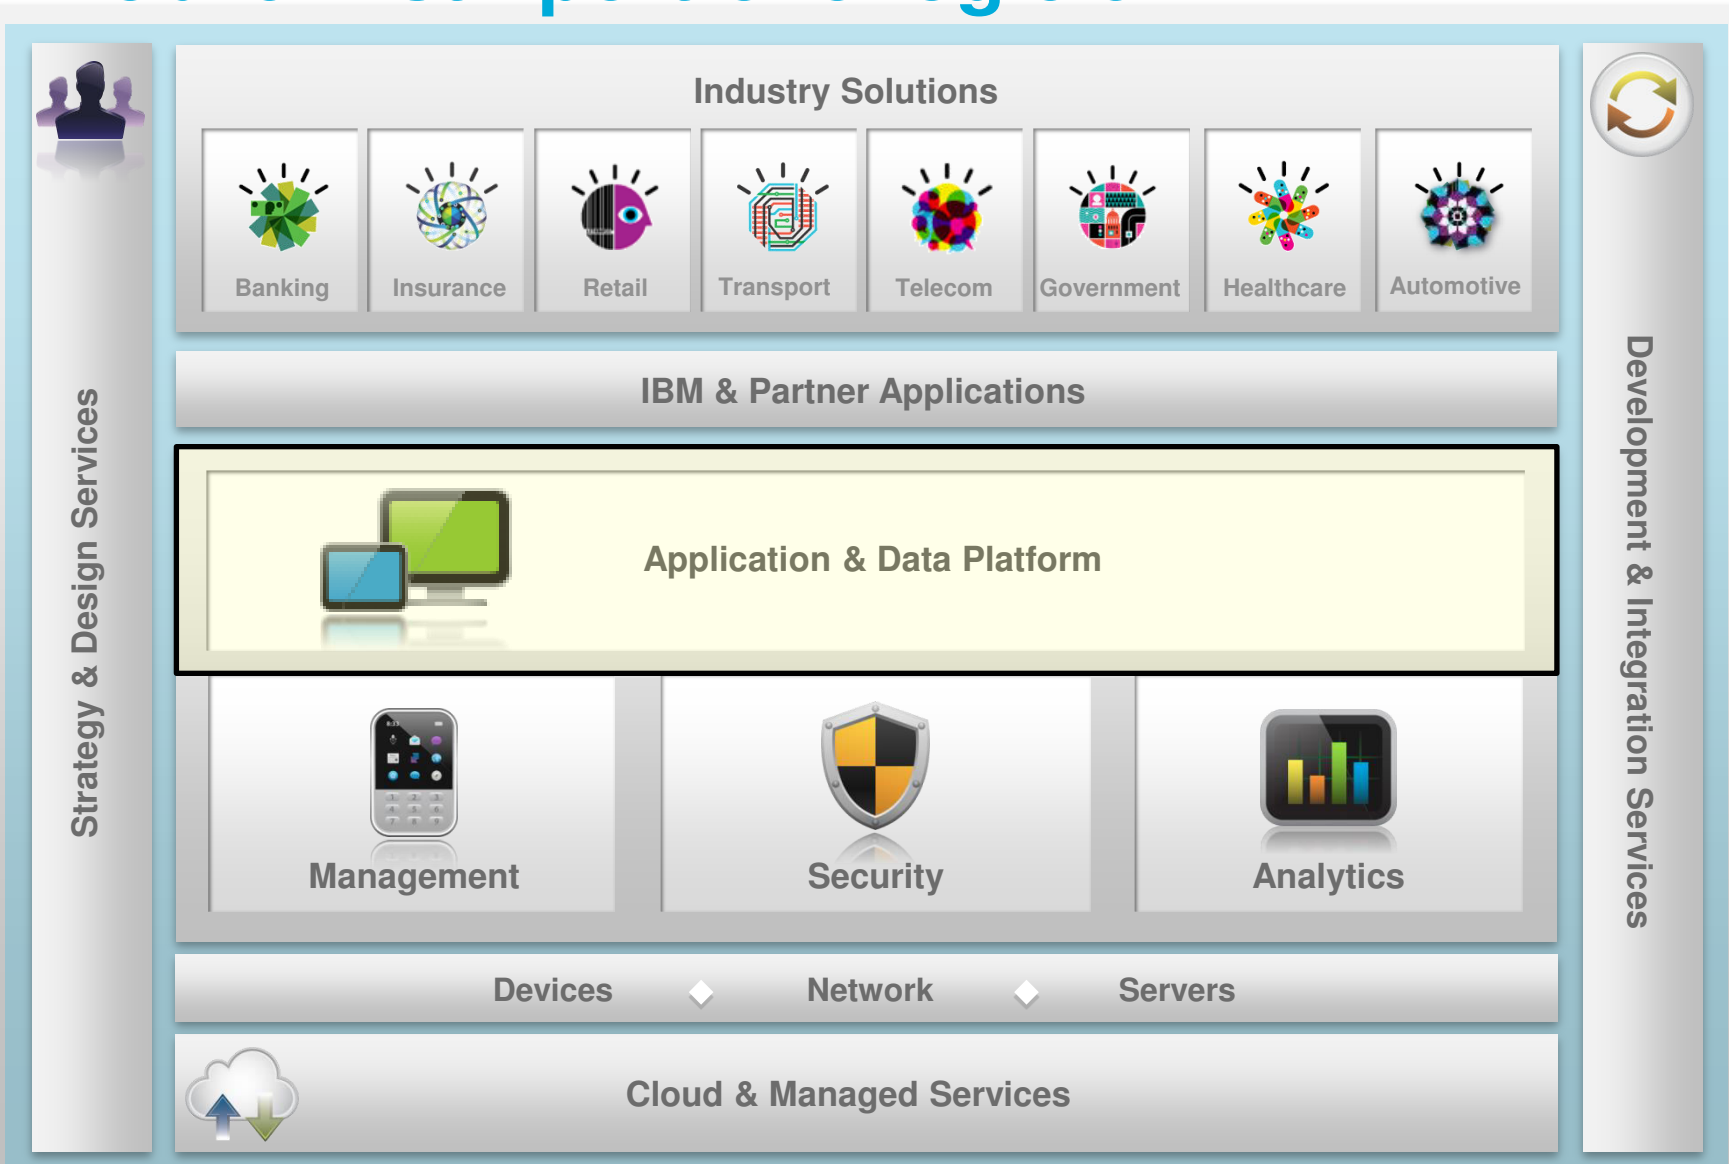 Industry Solutions
Banking
Insurance
Retail
Transport
Telecom
Government
Healthcare
Automotive
IBM & Partner Applications
Strategy & Design Services
Application & Data Platform
Development & Integration Services
Management
Security
Analytics
Devices
Network
Servers
Cloud & Managed Services